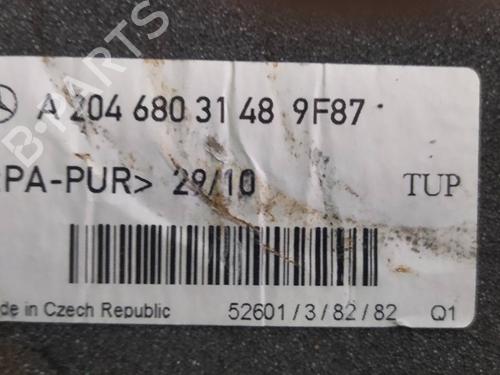 A 204 680 31 48 9F87
PA-PUR> 29/10
TUP
de in Czech Republic
52601 / 3 / 82 / 82
Q1
B-PARTS